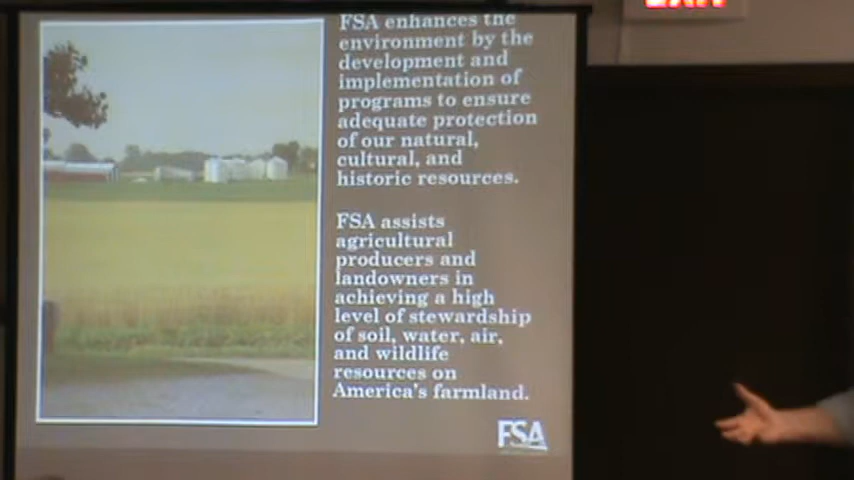 EXIT
FSA enhances the
environment by the
development and
implementation of
programs to ensure
adequate protection
of our natural,
cultural, and
historic resources.
FSA assists
agricultural
producers and
landowners in
achieving a high
level of stewardship
of soil, water, air,
and wildlife
resources on
America's farmland.
FSA